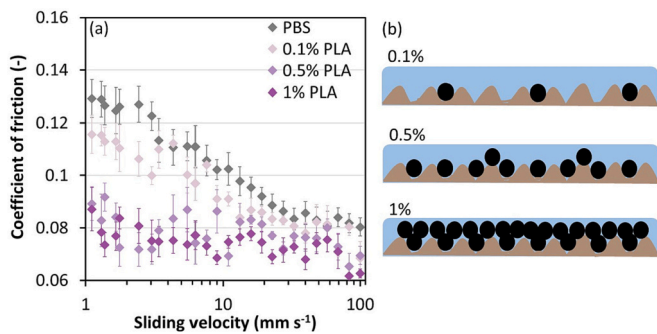 (a)
PBS
0.1% PLA
0.5% PLA
1% PLA
0.16
0.14
0.12
0.1
0.08
0.06
Coefficient of friction (-)
1
10
100
Sliding velocity (mm s⁻¹)
(b)
0.1%
0.5%
1%